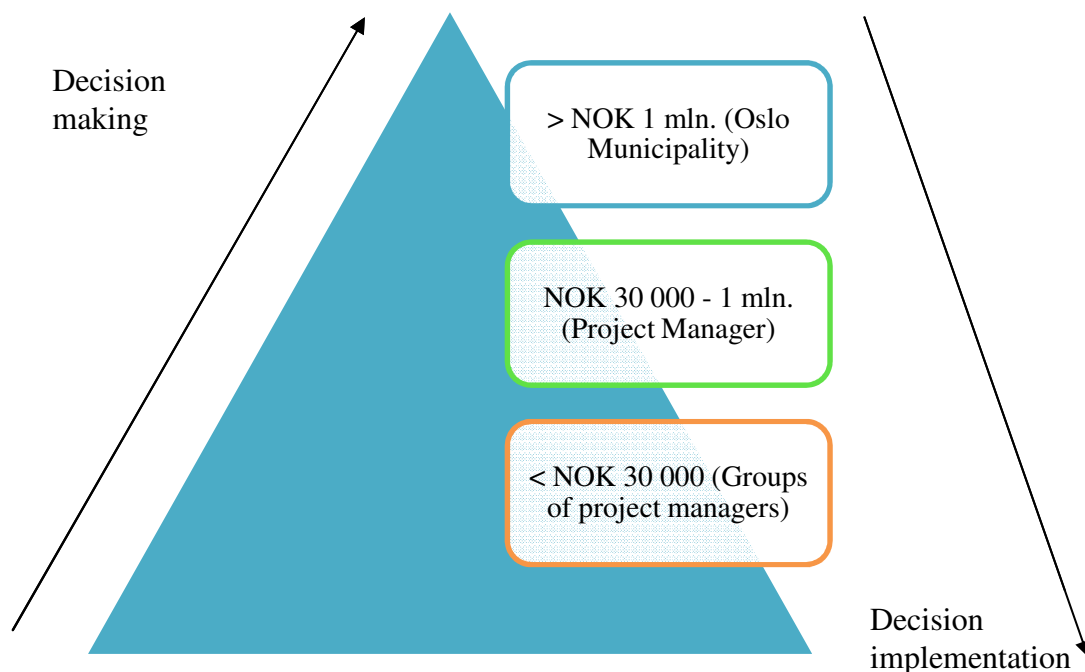 Decision
making
> NOK 1 mln. (Oslo
Municipality)
NOK 30 000 - 1 mln.
(Project Manager)
< NOK 30 000 (Groups
of project managers)
Decision
implementation